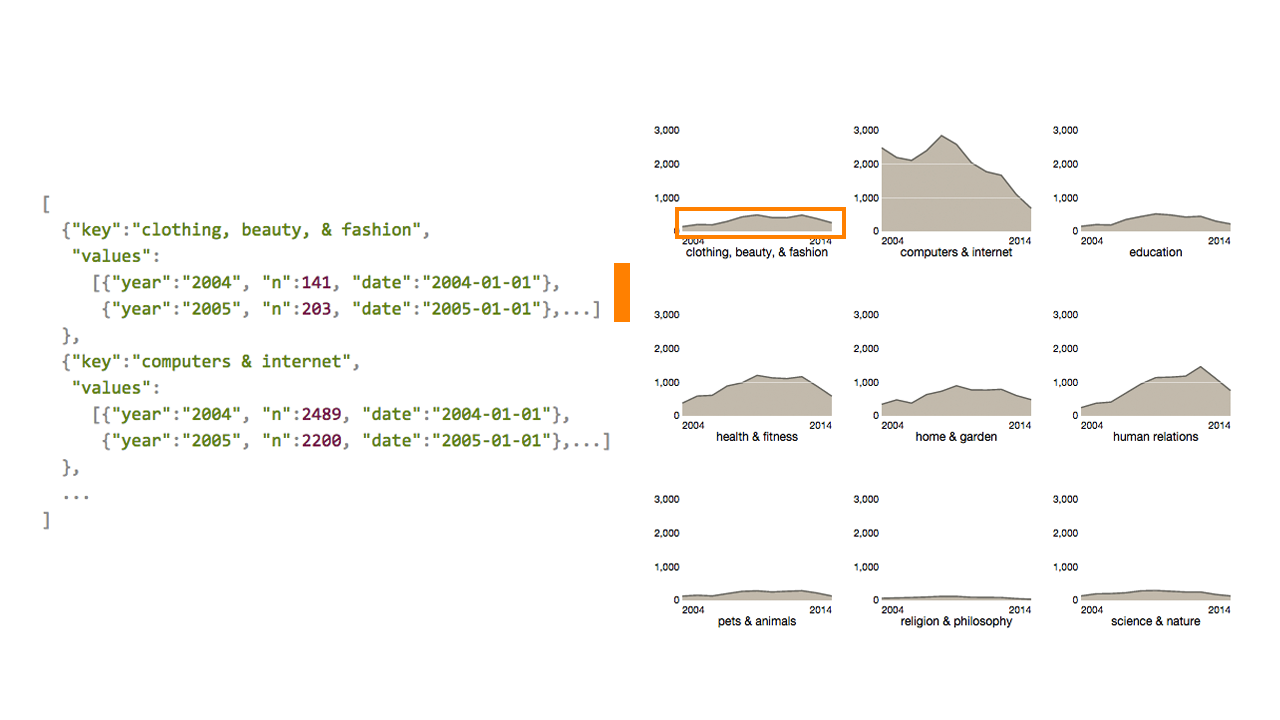 [
{"key":"clothing, beauty, & fashion",
"values":
[{"year":"2004", "n":141, "date":"2004-01-01"},
{"year":"2005", "n":203, "date":"2005-01-01"},...]
},
{"key":"computers & internet",
"values":
[{"year":"2004", "n":2489, "date":"2004-01-01"},
{"year":"2005", "n":2200, "date":"2005-01-01"},...]
},
...
]
3,000
2,000
1,000
0
2004 2014
clothing, beauty, & fashion
3,000
2,000
1,000
0
2004 2014
computers & internet
3,000
2,000
1,000
0
2004 2014
education
3,000
2,000
1,000
0
2004 2014
health & fitness
3,000
2,000
1,000
0
2004 2014
home & garden
3,000
2,000
1,000
0
2004 2014
human relations
3,000
2,000
1,000
0
2004 2014
pets & animals
3,000
2,000
1,000
0
2004 2014
religion & philosophy
3,000
2,000
1,000
0
2004 2014
science & nature